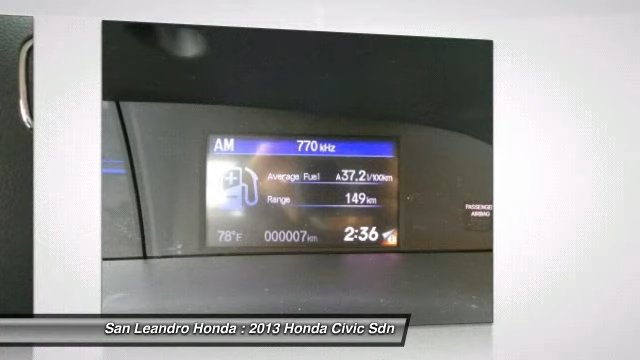 AM 770 kHz
Average Fuel A37.2l/100km
Range 149 km
78°F 000007 km 2:36
PASSENGER
AIRBAG
San Leandro Honda : 2013 Honda Civic Sdn